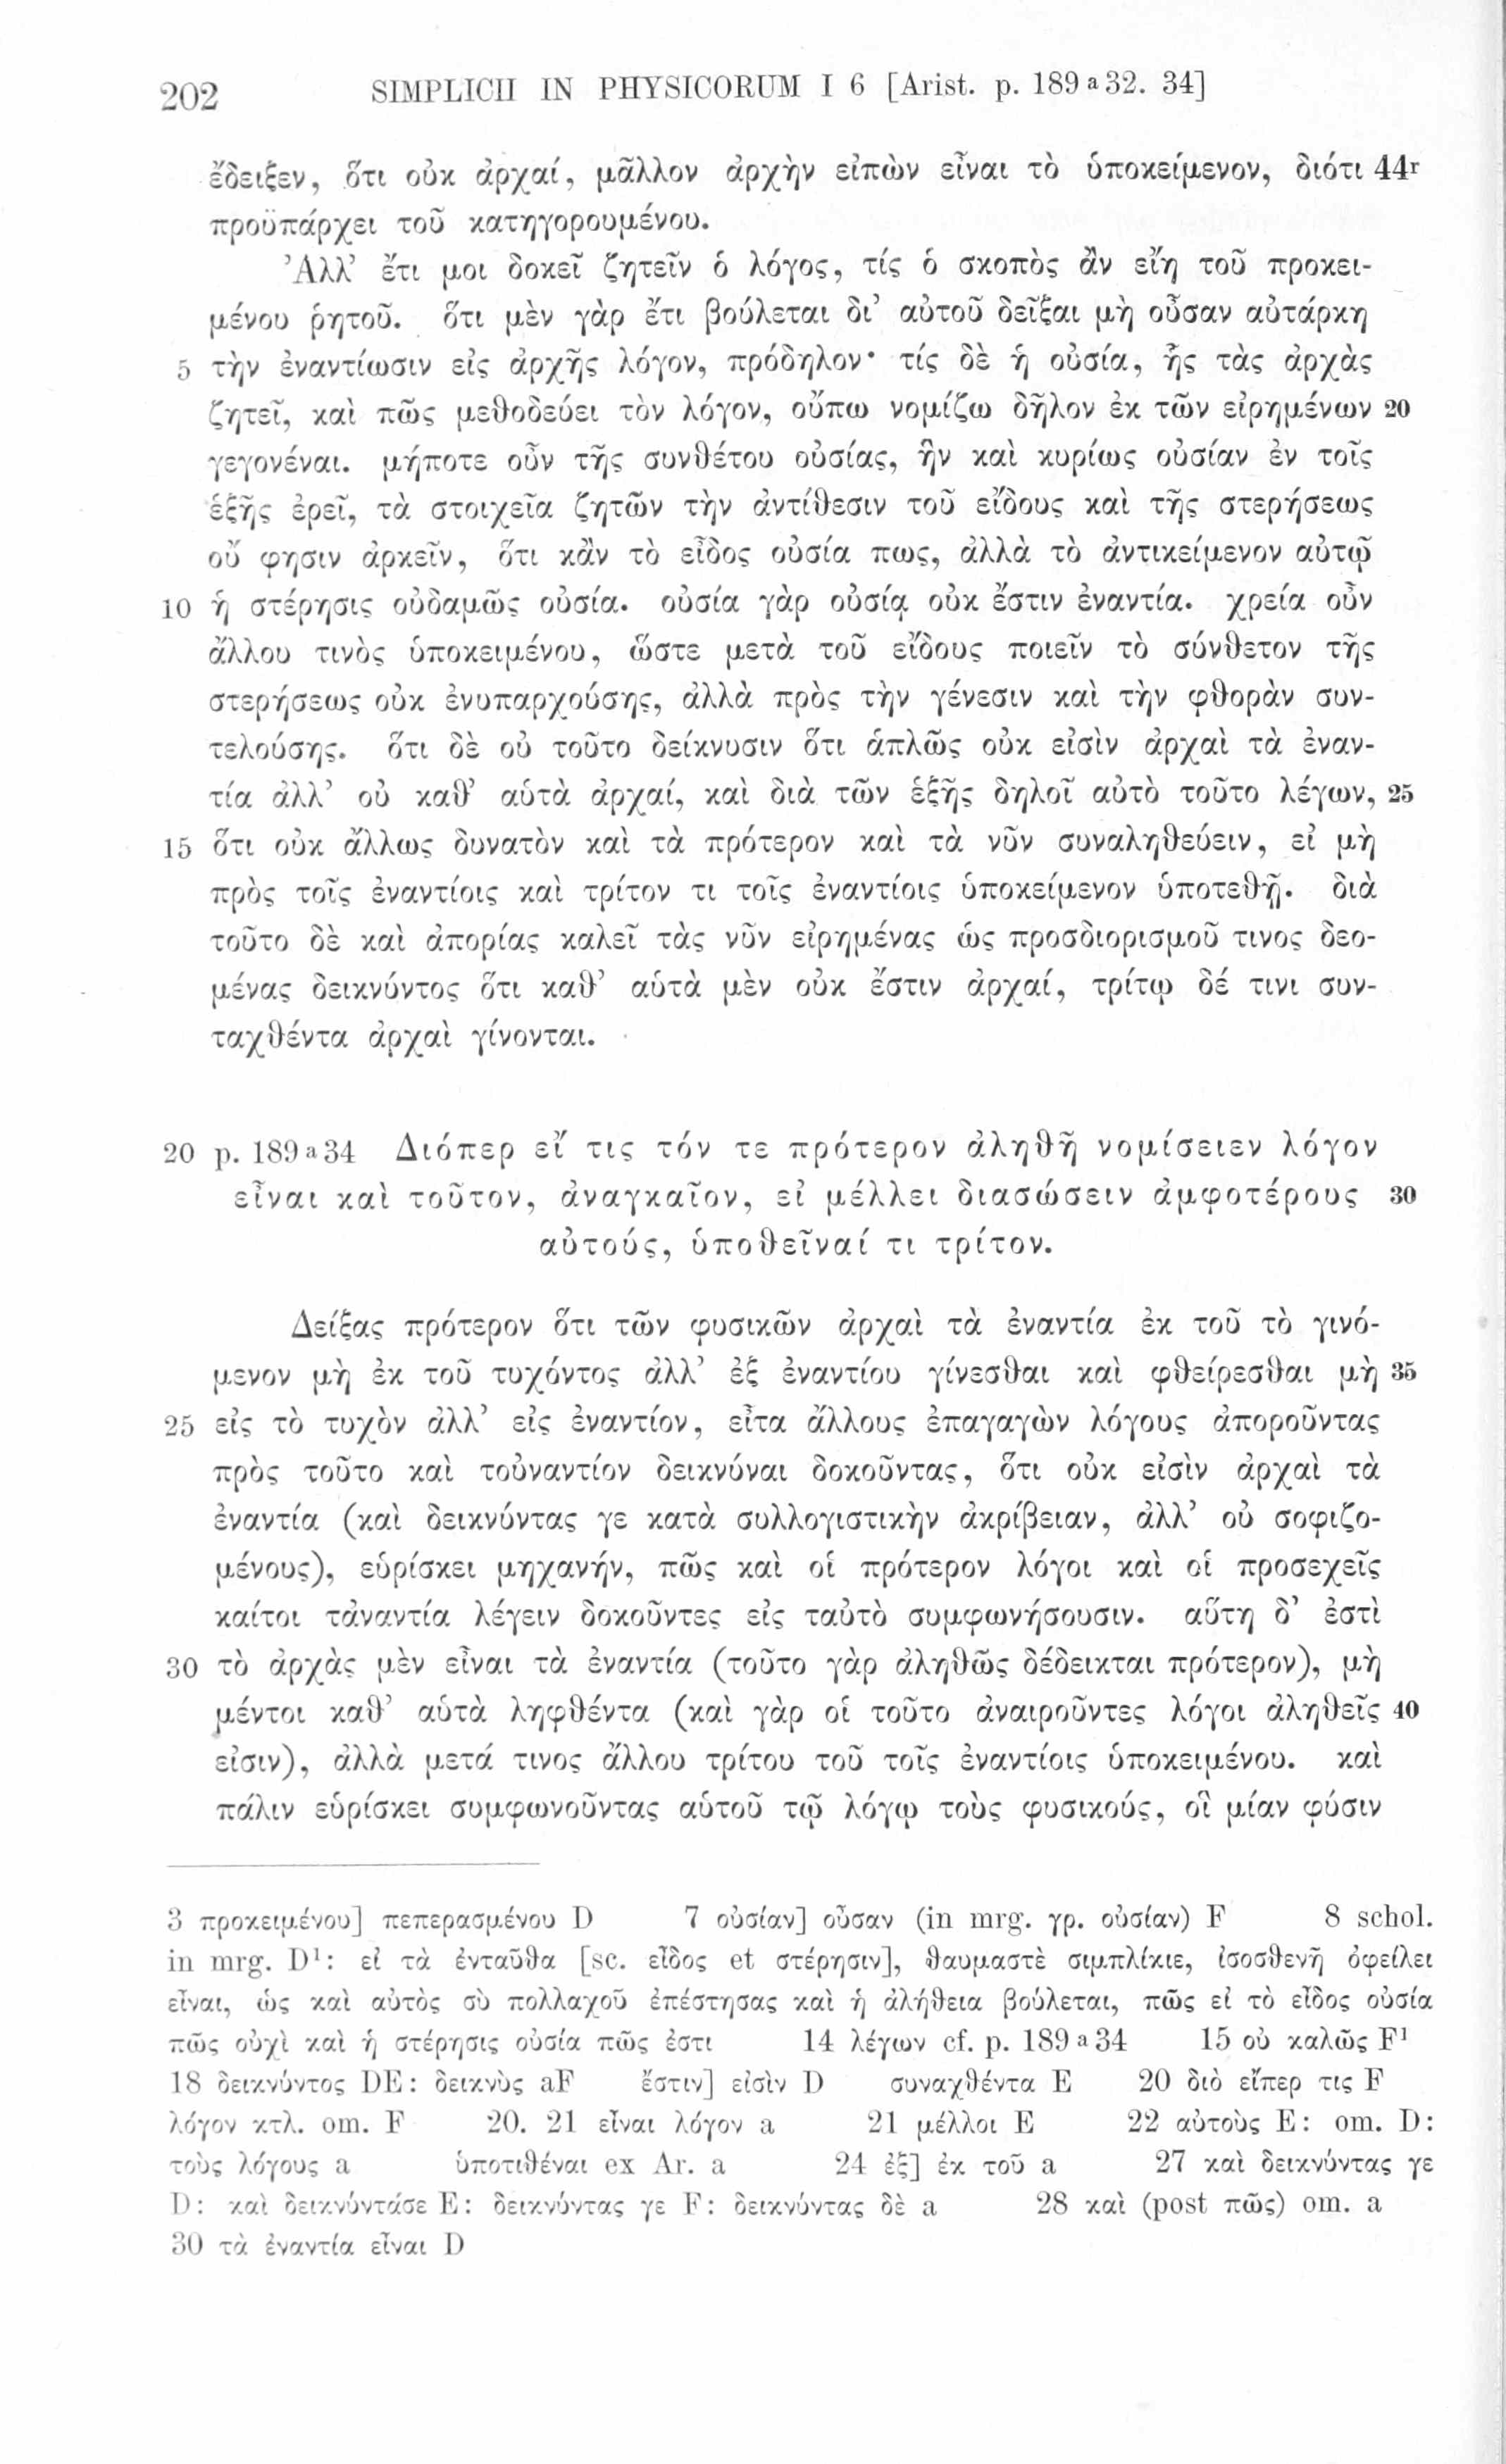 202 SIMPLICII IN PHYSICORUM I 6 [Arist. p. 189 a 32. 34]
ἔδειξεν, ὅτι οὐκ ἀρχαί, μᾶλλον ἀρχὴν εἰπὼν εἶναι τὸ ὑποκείμενον, διότι 44r
προϋπάρχει τοῦ κατηγορουμένου.
Ἀλλ’ ἔτι μοι δοκεῖ ζητεῖν ὁ λόγος, τίς ὁ σκοπὸς ἂν εἴη τοῦ προκει-
μένου ῥητοῦ. ὅτι μὲν γὰρ ἔτι βούλεται δι’ αὐτοῦ δεῖξαι μὴ οὖσαν αὐτάρκη
5 τὴν ἐναντίωσιν εἰς ἀρχῆς λόγον, πρόδηλον· τίς δὲ ἡ οὐσία, ἧς τὰς ἀρχὰς
ζητεῖ, καὶ πῶς μεθοδεύει τὸν λόγον, οὔπω νομίζω δῆλον ἐκ τῶν εἰρημένων 20
γεγονέναι. μήποτε οὖν τῆς συνθέτου οὐσίας, ἣν καὶ κυρίως οὐσίαν ἐν τοῖς
ἑξῆς ἐρεῖ, τὰ στοιχεῖα ζητῶν τὴν ἀντίθεσιν τοῦ εἴδους καὶ τῆς στερήσεως
οὔ φησιν ἀρκεῖν, ὅτι κἂν τὸ εἶδος οὐσία πως, ἀλλὰ τὸ ἀντικείμενον αὐτῷ
10 ἡ στέρησις οὐδαμῶς οὐσία. οὐσία γὰρ οὐσίᾳ οὐκ ἔστιν ἐναντία. χρεία οὖν
ἄλλου τινὸς ὑποκειμένου, ὥστε μετὰ τοῦ εἴδους ποιεῖν τὸ σύνθετον τῆς
στερήσεως οὐκ ἐνυπαρχούσης, ἀλλὰ πρὸς τὴν γένεσιν καὶ τὴν φθορὰν συν-
τελούσης. ὅτι δὲ οὐ τοῦτο δείκνυσιν ὅτι ἁπλῶς οὐκ εἰσὶν ἀρχαὶ τὰ ἐναν-
τία ἀλλ’ οὐ καθ’ αὑτὰ ἀρχαί, καὶ διὰ τῶν ἑξῆς δηλοῖ αὐτὸ τοῦτο λέγων, 25
15 ὅτι οὐκ ἄλλως δυνατὸν καὶ τὰ πρότερον καὶ τὰ νῦν συναληθεύειν, εἰ μὴ
πρὸς τοῖς ἐναντίοις καὶ τρίτον τι τοῖς ἐναντίοις ὑποκείμενον ὑποτεθῇ. διὰ
τοῦτο δὲ καὶ ἀπορίας καλεῖ τὰς νῦν εἰρημένας ὡς προσδιορισμοῦ τινος δεο-
μένας δεικνύντος ὅτι καθ’ αὑτὰ μὲν οὐκ ἔστιν ἀρχαί, τρίτῳ δέ τινι συν-
ταχθέντα ἀρχαὶ γίνονται.
20 p. 189 a 34 Διόπερ εἴ τις τόν τε πρότερον ἀληθῆ νομίσειεν λόγον
εἶναι καὶ τοῦτον, ἀναγκαῖον, εἰ μέλλει διασώσειν ἀμφοτέρους 30
αὐτούς, ὑποθεῖναί τι τρίτον.
Δείξας πρότερον ὅτι τῶν φυσικῶν ἀρχαὶ τὰ ἐναντία ἐκ τοῦ τὸ γινό-
μενον μὴ ἐκ τοῦ τυχόντος ἀλλ’ ἐξ ἐναντίου γίνεσθαι καὶ φθείρεσθαι μὴ 35
25 εἰς τὸ τυχὸν ἀλλ’ εἰς ἐναντίον, εἶτα ἄλλους ἐπαγαγὼν λόγους ἀποροῦντας
πρὸς τοῦτο καὶ τοὐναντίον δεικνύναι δοκοῦντας, ὅτι οὐκ εἰσὶν ἀρχαὶ τὰ
ἐναντία (καὶ δεικνύντας γε κατὰ συλλογιστικὴν ἀκρίβειαν, ἀλλ’ οὐ σοφιζο-
μένους), εὑρίσκει μηχανήν, πῶς καὶ οἱ πρότερον λόγοι καὶ οἱ προσεχεῖς
καίτοι τἀναντία λέγειν δοκοῦντες εἰς ταὐτὸ συμφωνήσουσιν. αὕτη δ’ ἐστὶ
30 τὸ ἀρχὰς μὲν εἶναι τὰ ἐναντία (τοῦτο γὰρ ἀληθῶς δέδεικται πρότερον), μὴ
μέντοι καθ’ αὑτὰ ληφθέντα (καὶ γὰρ οἱ τοῦτο ἀναιροῦντες λόγοι ἀληθεῖς 40
εἰσιν), ἀλλὰ μετά τινος ἄλλου τρίτου τοῦ τοῖς ἐναντίοις ὑποκειμένου. καὶ
πάλιν εὑρίσκει συμφωνοῦντας αὑτοῦ τῷ λόγῳ τοὺς φυσικούς, οἳ μίαν φύσιν
3 προκειμένου] πεπερασμένου D 7 οὐσίαν] οὖσαν (in mrg. γρ. οὐσίαν) F 8 schol.
in mrg. D¹: εἰ τὰ ἐνταῦθα [sc. εἶδος et στέρησιν], θαυμαστὲ σιμπλίκιε, ἰσοσθενῆ ὀφείλει
εἶναι, ὡς καὶ αὐτὸς σὺ πολλαχοῦ ἐπέστησας καὶ ἡ ἀλήθεια βούλεται, πῶς εἰ τὸ εἶδος οὐσία
πῶς οὐχὶ καὶ ἡ στέρησις οὐσία πῶς ἐστι 14 λέγων cf. p. 189 a 34 15 οὐ καλῶς F¹
18 δεικνύντος DE: δεικνὺς aF ἔστιν] εἰσὶν D συναχθέντα E 20 διὸ εἴπερ τις F
λόγον κτλ. om. F 20. 21 εἶναι λόγον a 21 μέλλοι E 22 αὐτοὺς E: om. D:
τοὺς λόγους a ὑποτιθέναι ex Ar. a 24 ἐξ] ἐκ τοῦ a 27 καὶ δεικνύντας γε
D: καὶ δεικνύντάσε E: δεικνύντας γε F: δεικνύντας δὲ a 28 καὶ (post πῶς) om. a
30 τὰ ἐναντία εἶναι D